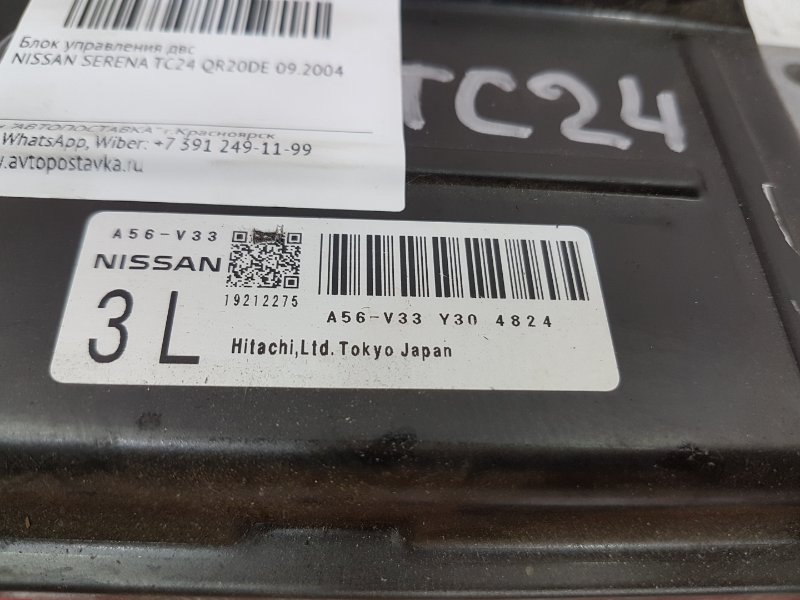 Блок управления двс
NISSAN SERENA TC24 QR20DE 09.2004
"АВТОПОСТАВКА" г.Красноярск
WhatsApp, Wiber: +7 391 249-11-99
.avtopostavka.ru
TC24
A56-V33
NISSAN
19212275
3L
A56-V33 Y30 4824
Hitachi,Ltd.Tokyo Japan